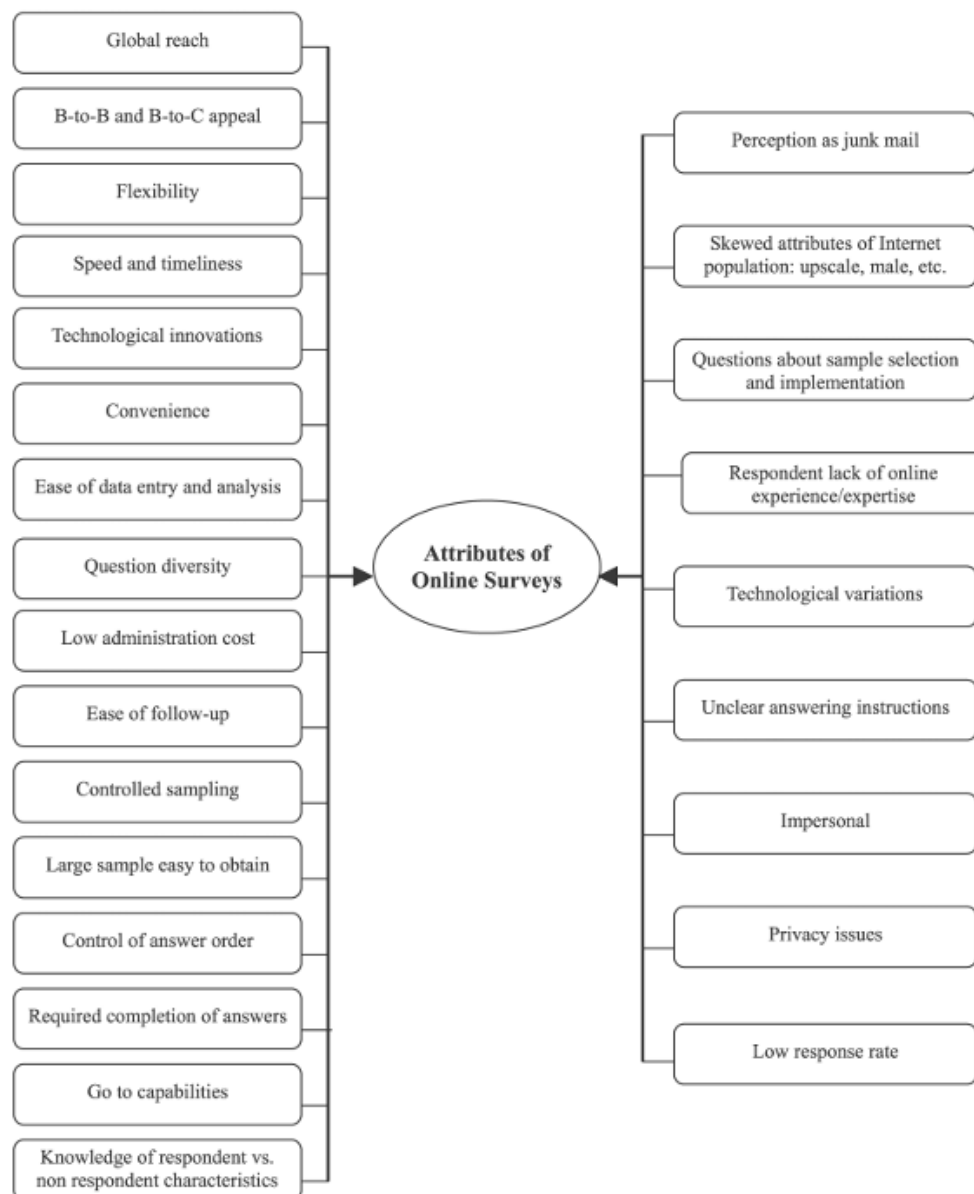 Global reach
B-to-B and B-to-C appeal
Flexibility
Speed and timeliness
Technological innovations
Convenience
Ease of data entry and analysis
Question diversity
Low administration cost
Ease of follow-up
Controlled sampling
Large sample easy to obtain
Control of answer order
Required completion of answers
Go to capabilities
Knowledge of respondent vs.
non respondent characteristics
Attributes of
Online Surveys
Perception as junk mail
Skewed attributes of Internet
population: upscale, male, etc.
Questions about sample selection
and implementation
Respondent lack of online
experience/expertise
Technological variations
Unclear answering instructions
Impersonal
Privacy issues
Low response rate